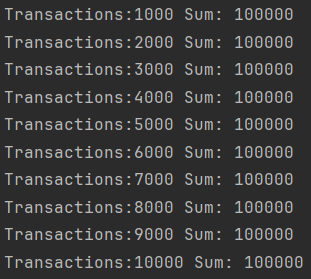 Transactions:1000 Sum: 100000
Transactions:2000 Sum: 100000
Transactions:3000 Sum: 100000
Transactions:4000 Sum: 100000
Transactions:5000 Sum: 100000
Transactions:6000 Sum: 100000
Transactions:7000 Sum: 100000
Transactions:8000 Sum: 100000
Transactions:9000 Sum: 100000
Transactions:10000 Sum: 100000